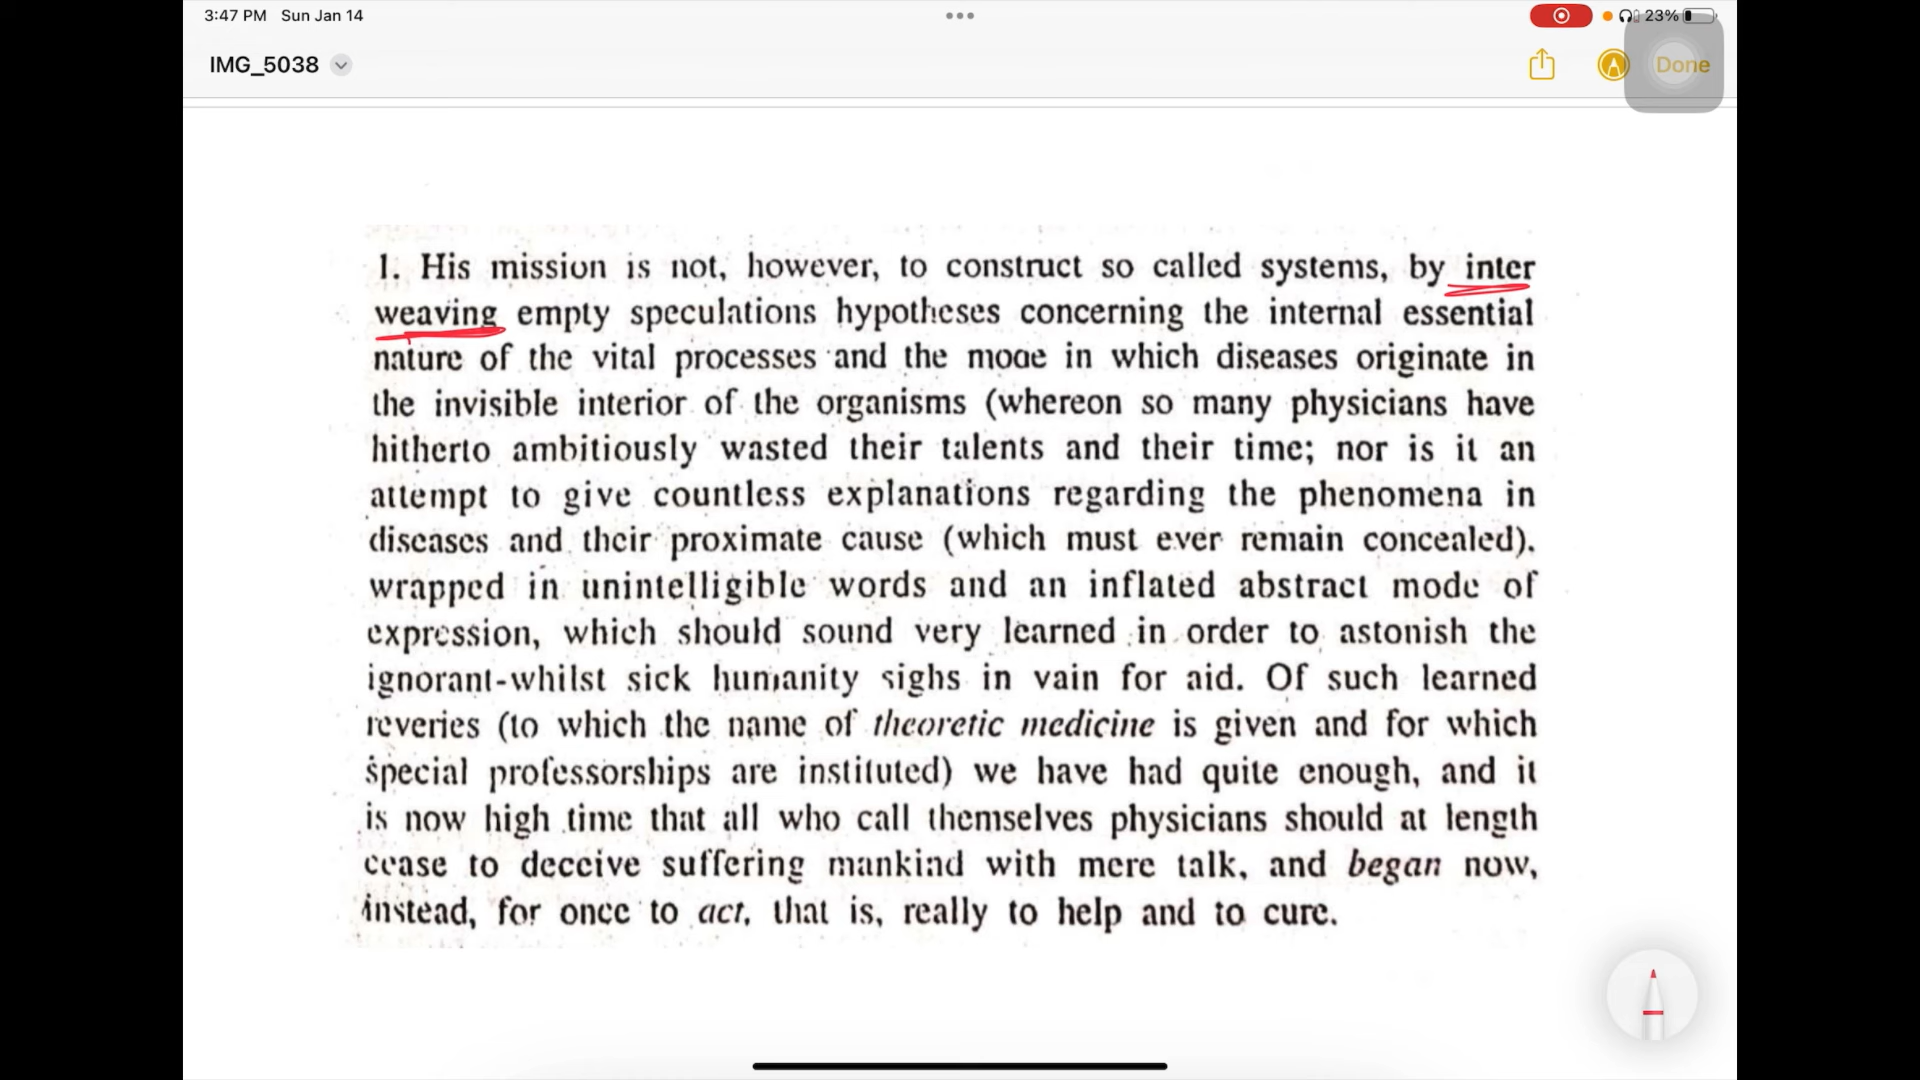 3:47 PM Sun Jan 14
23%
IMG_5038
Done
1. His mission is not, however, to construct so called systems, by inter
weaving empty speculations hypotheses concerning the internal essential
nature of the vital processes and the mode in which diseases originate in
the invisible interior of the organisms (whereon so many physicians have
hitherto ambitiously wasted their talents and their time; nor is it an
attempt to give countless explanations regarding the phenomena in
diseases and their proximate cause (which must ever remain concealed).
wrapped in unintelligible words and an inflated abstract mode of
expression, which should sound very learned in order to astonish the
ignorant-whilst sick humanity sighs in vain for aid. Of such learned
reveries (to which the name of theoretic medicine is given and for which
special professorships are instituted) we have had quite enough, and it
is now high time that all who call themselves physicians should at length
cease to deceive suffering mankind with mere talk, and began now,
instead, for once to act, that is, really to help and to cure.